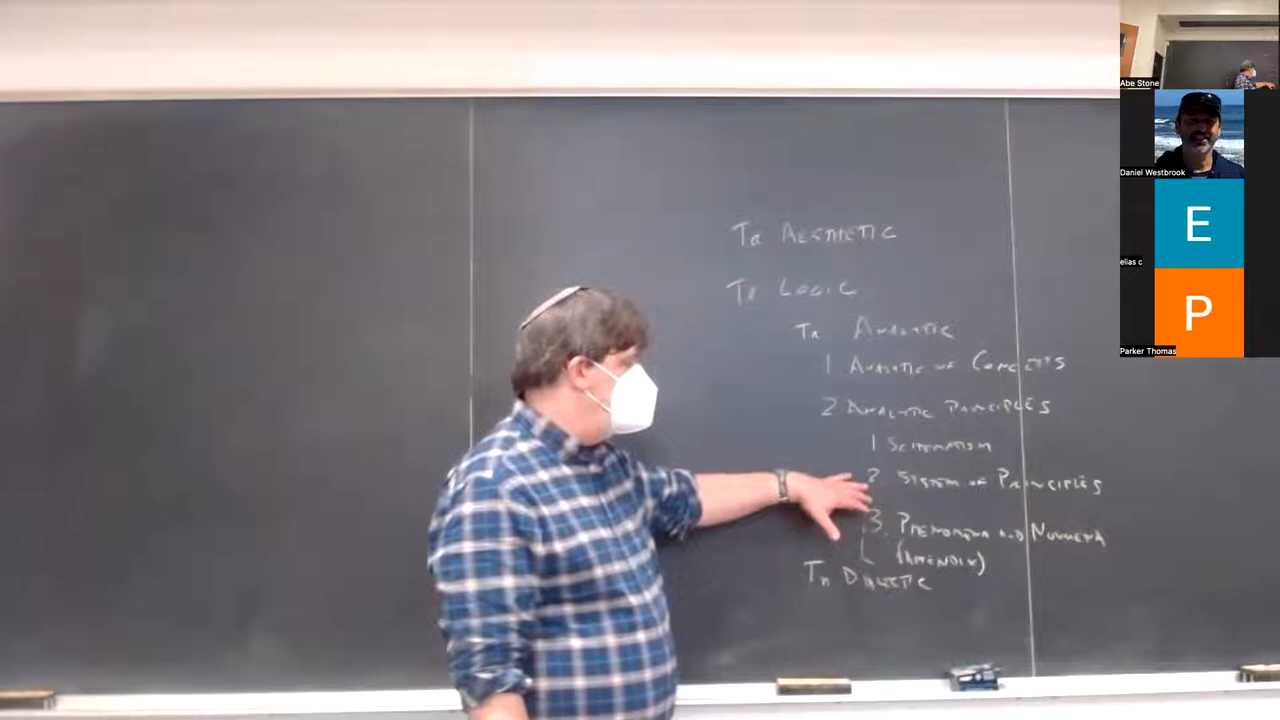 Tr AESTHETIC
Tr LOGIC
Tr ANALYTIC
1 ANALYTIC OF CONCEPTS
2 ANALYTIC PRINCIPLES
1 SCHEMATISM
2 SYSTEM OF PRINCIPLES
3. PHENOMENA AND NOUMENA
(APPENDIX)
Tr DIALECTIC
Abe Stone
Daniel Westbrook
E
elias c
P
Parker Thomas